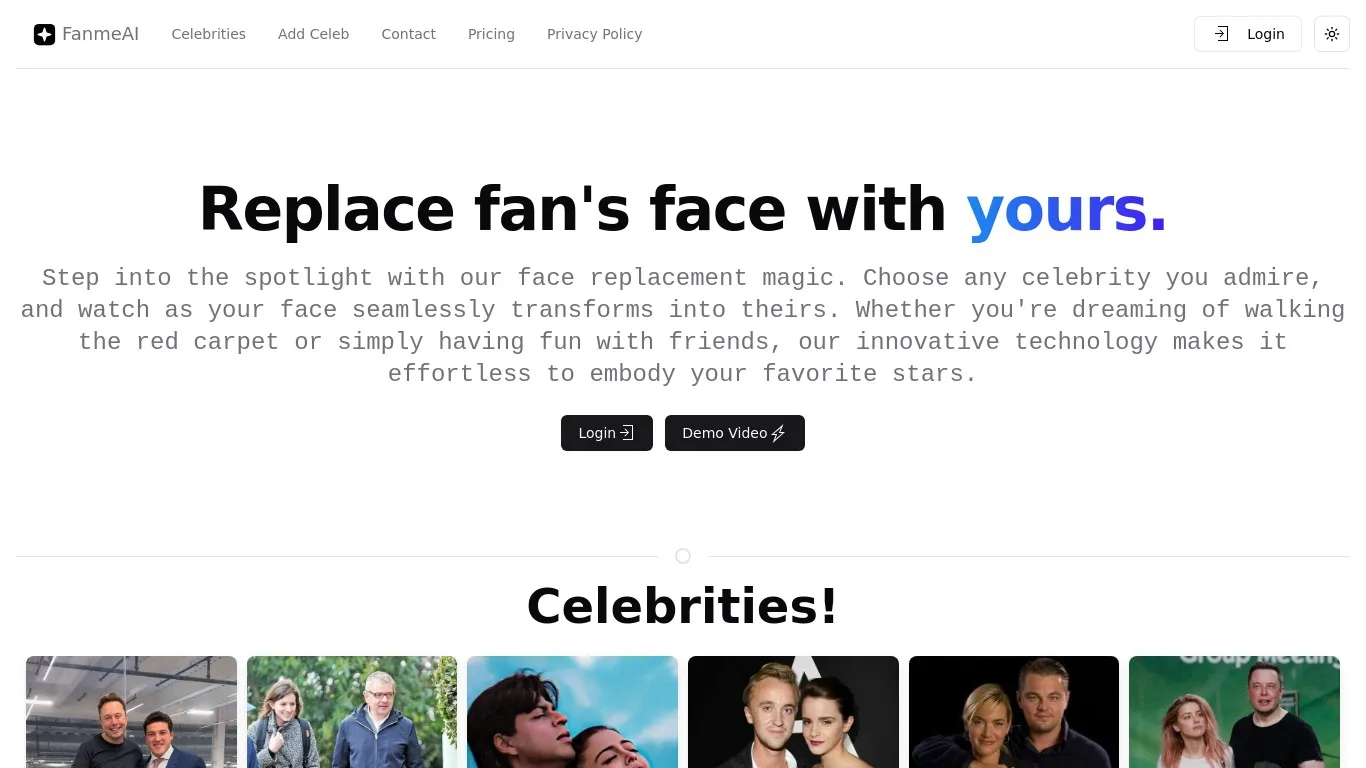 FanmeAI
Celebrities
Add Celeb
Contact
Pricing
Privacy Policy
Login
Replace fan's face with yours.
Step into the spotlight with our face replacement magic. Choose any celebrity you admire,
and watch as your face seamlessly transforms into theirs. Whether you're dreaming of walking
the red carpet or simply having fun with friends, our innovative technology makes it
effortless to embody your favorite stars.
Login
Demo Video
Celebrities!
Group Meeting